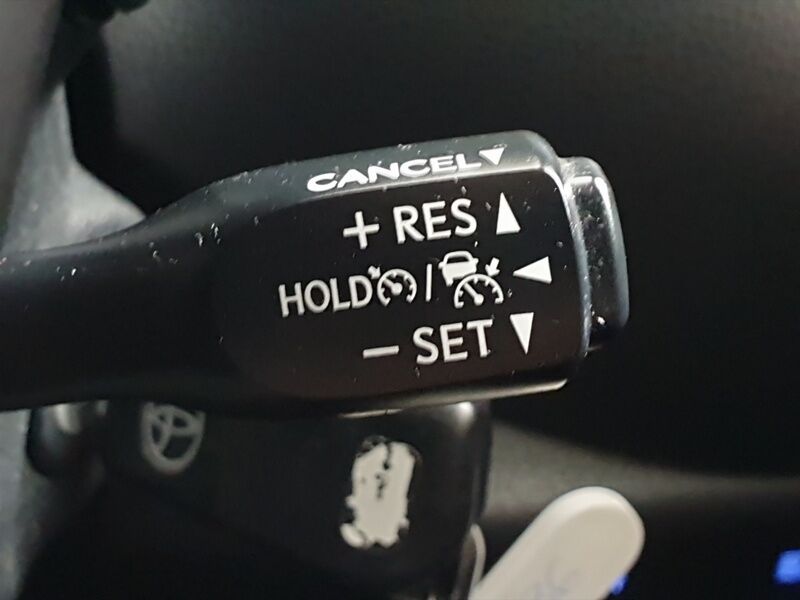 CANCEL▼
+ RES ▲
HOLD / ◀
− SET ▼